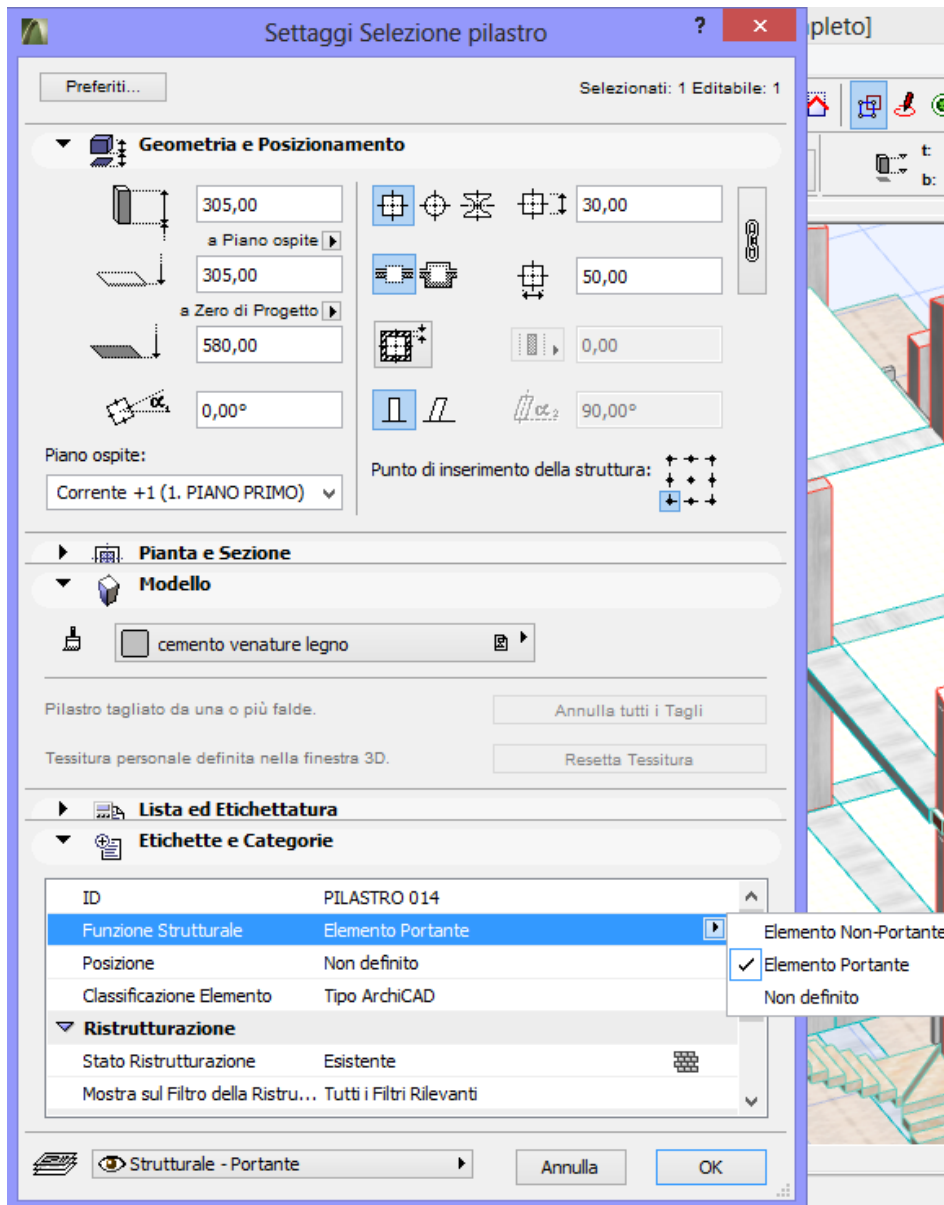 Settaggi Selezione pilastro ? ×
pleto]
Preferiti...
Selezionati: 1 Editabile: 1
Geometria e Posizionamento
t:
b:
305,00
30,00
a Piano ospite
305,00
50,00
a Zero di Progetto
580,00
0,00
α1
0,00°
α2
90,00°
Piano ospite:
Punto di inserimento della struttura:
Corrente +1 (1. PIANO PRIMO)
Pianta e Sezione
Modello
cemento venature legno
Pilastro tagliato da una o più falde.
Annulla tutti i Tagli
Tessitura personale definita nella finestra 3D.
Resetta Tessitura
Lista ed Etichettatura
Etichette e Categorie
ID PILASTRO 014
Funzione Strutturale Elemento Portante
Elemento Non-Portante
Posizione Non definito
Elemento Portante
Classificazione Elemento Tipo ArchiCAD
Non definito
Ristrutturazione
Stato Ristrutturazione Esistente
Mostra sul Filtro della Ristru... Tutti i Filtri Rilevanti
Strutturale - Portante
Annulla
OK